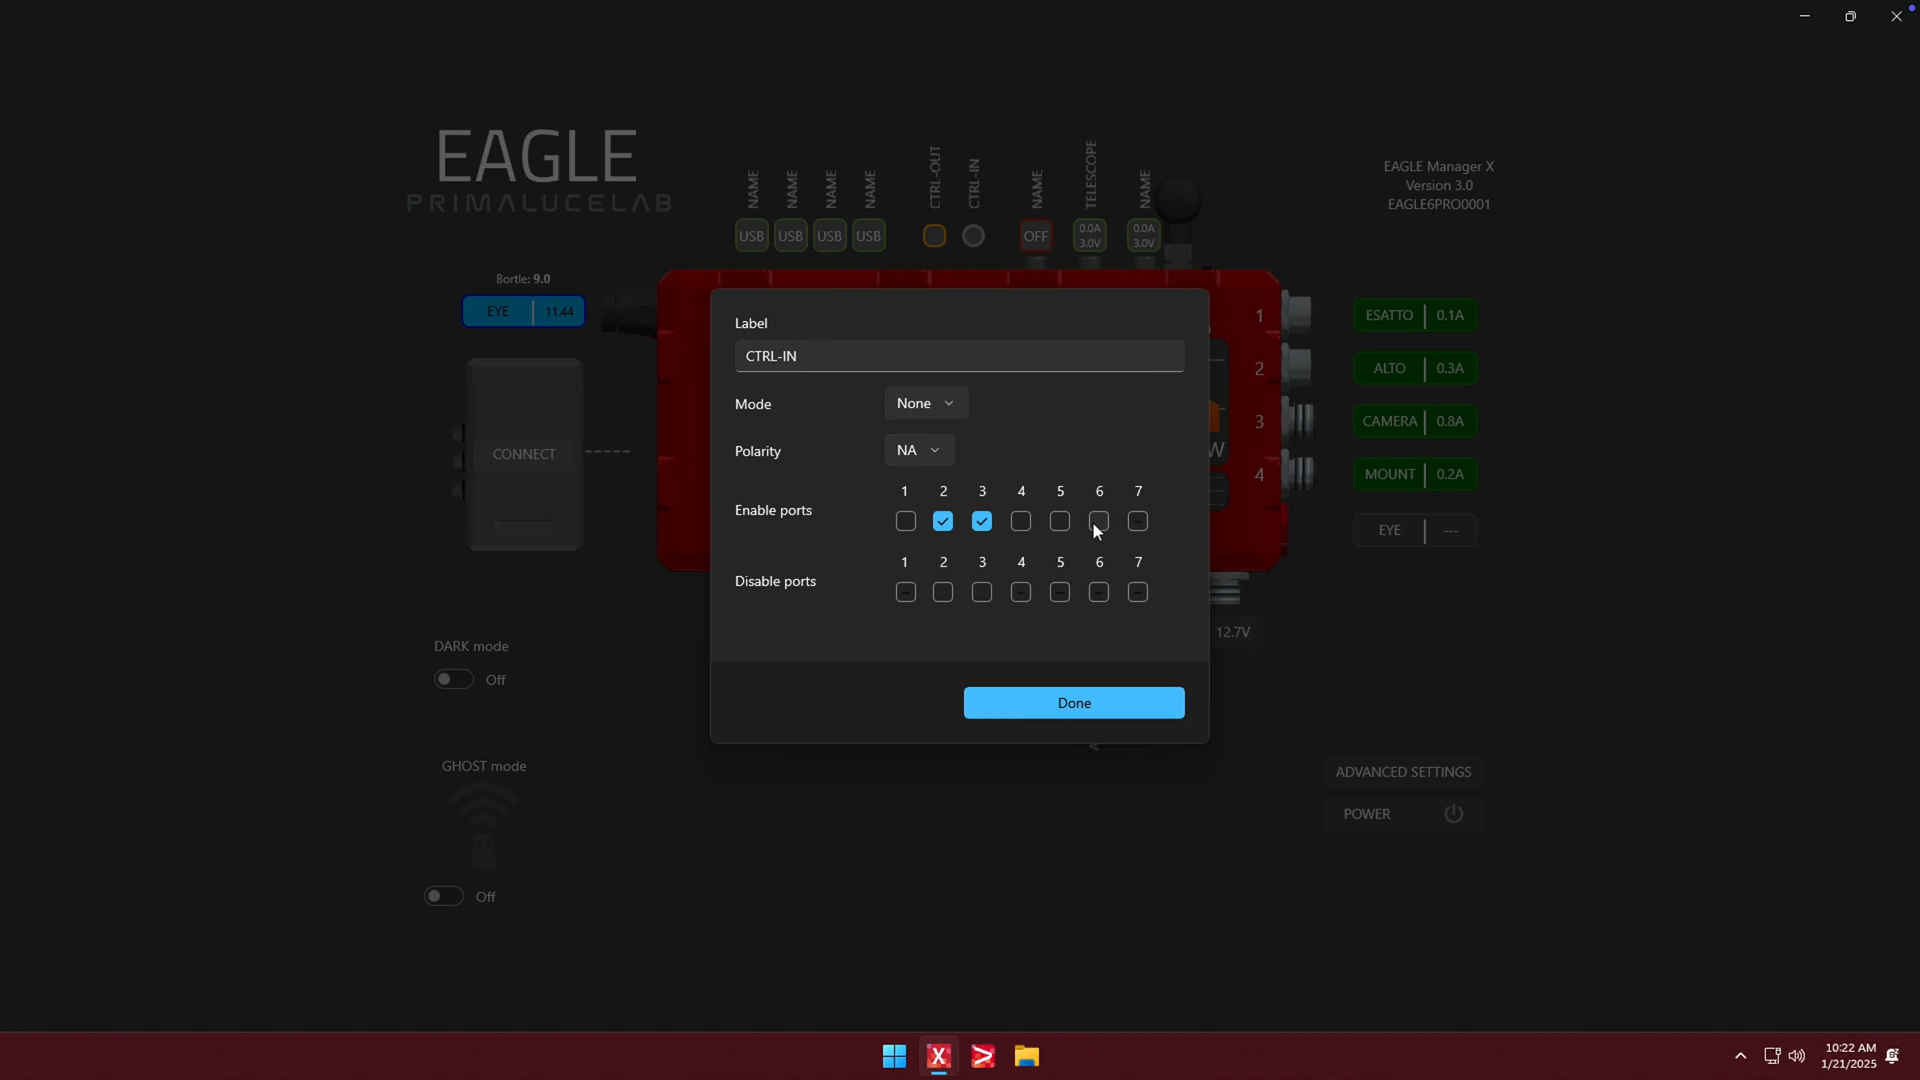 EAGLE
PRIMALUCELAB
NAME
NAME
NAME
NAME
CTRL-OUT
CTRL-IN
NAME
TELESCOPE
NAME
EAGLE Manager X
Version 3.0
EAGLE6PRO0001
USB
USB
USB
USB
OFF
0.0A
3.0V
0.0A
3.0V
Bortle: 9.0
EYE 11.44
1
ESATTO 0.1A
2
ALTO 0.3A
3
CAMERA 0.8A
W
4
MOUNT 0.2A
EYE ---
CONNECT
Label
CTRL-IN
Mode None
Polarity NA
1 2 3 4 5 6 7
Enable ports
1 2 3 4 5 6 7
Disable ports
12.7V
Done
DARK mode
Off
GHOST mode
Off
ADVANCED SETTINGS
POWER
10:22 AM
1/21/2025